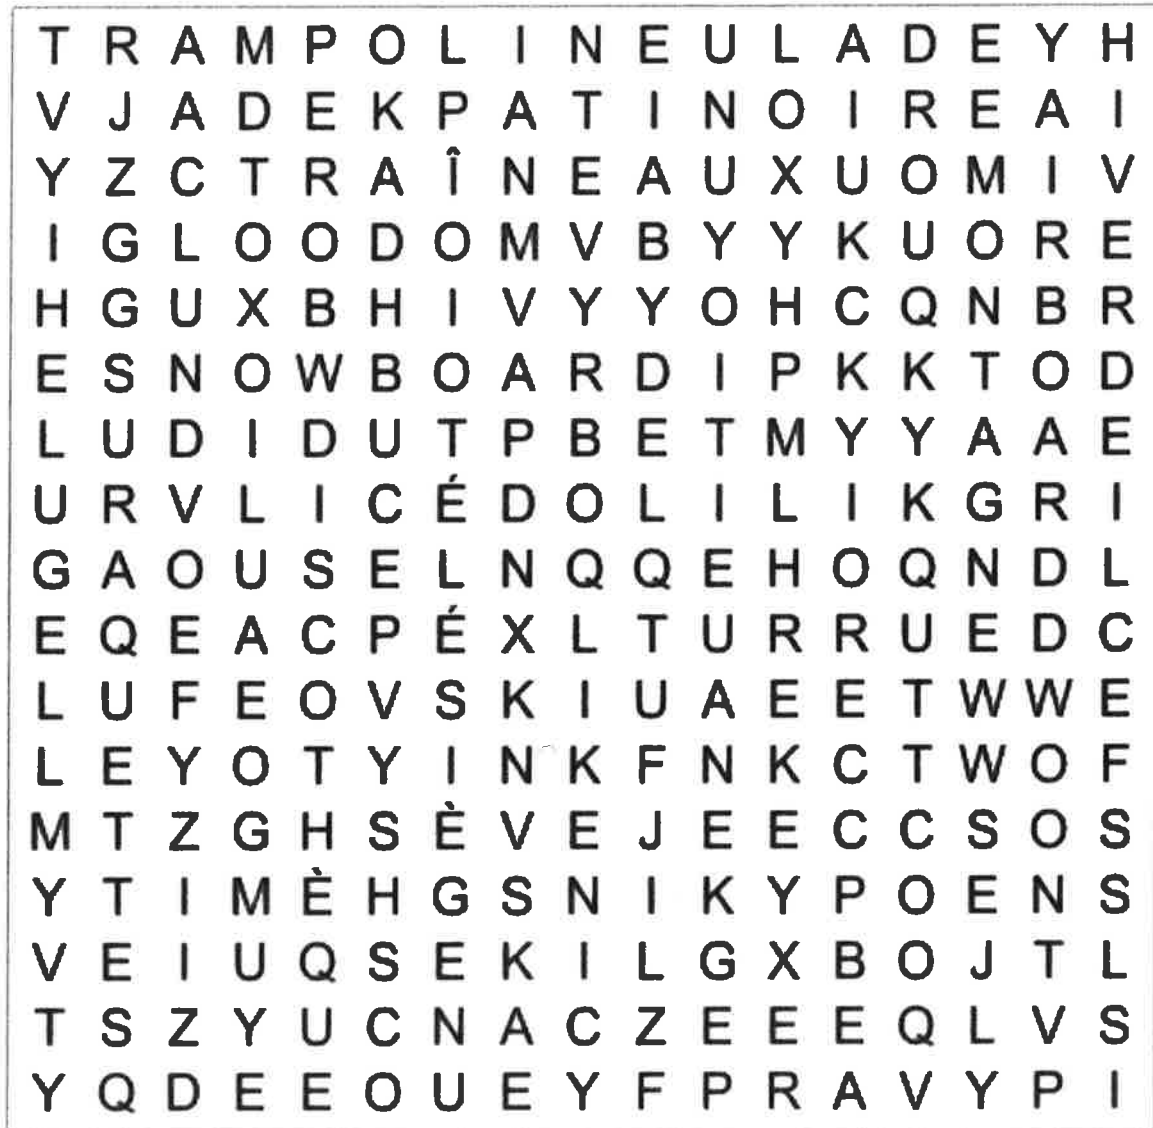 T R A M P O L I N E U L A D E Y H
V J A D E K P A T I N O I R E A I
Y Z C T R A Î N E A U X U O M I V
I G L O O D O M V B Y Y K U O R E
H G U X B H I V Y Y O H C Q N B R
E S N O W B O A R D I P K K T O D
L U D I D U T P B E T M Y Y A A E
U R V L I C É D O L I L I K G R I
G A O U S E L N Q Q E H O Q N D L
E Q E A C P É X L T U R R U E D C
L U F E O V S K I U A E E T W W E
L E Y O T Y I N K F N K C T W O F
M T Z G H S È V E J E E C C S O S
Y T I M È H G S N I K Y P O E N S
V E I U Q S E K I L G X B O J T L
T S Z Y U C N A C Z E E E Q L V S
Y Q D E E O U E Y F P R A V Y P I